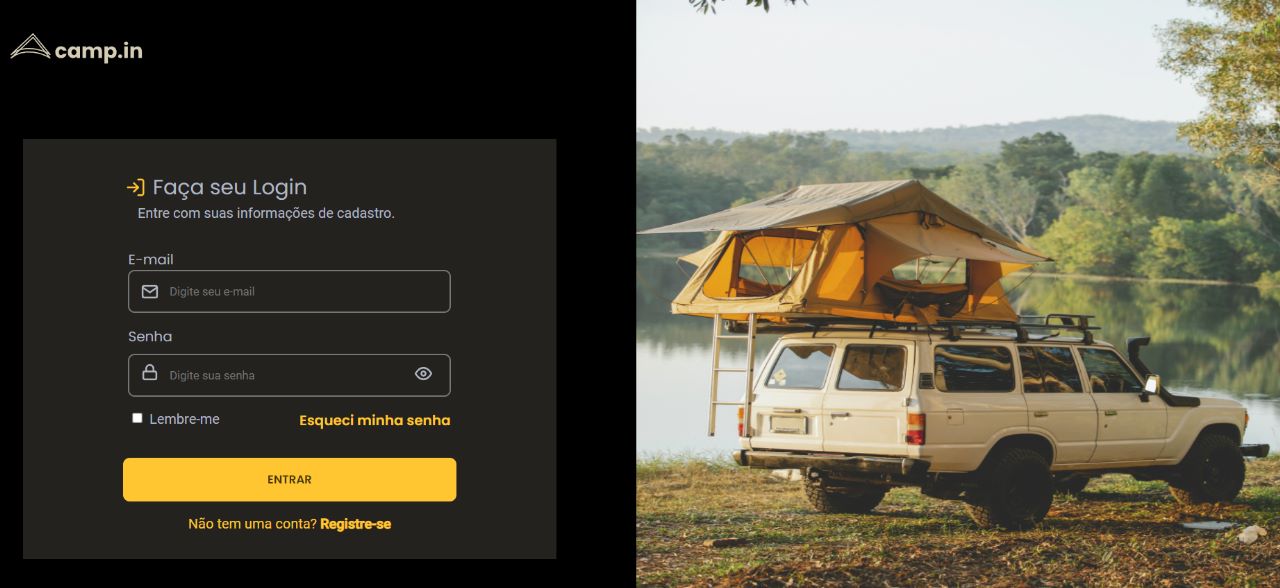 camp.in
Faça seu Login
Entre com suas informações de cadastro.
E-mail
Digite seu e-mail
Senha
Digite sua senha
Lembre-me Esqueci minha senha
ENTRAR
Não tem uma conta? Registre-se